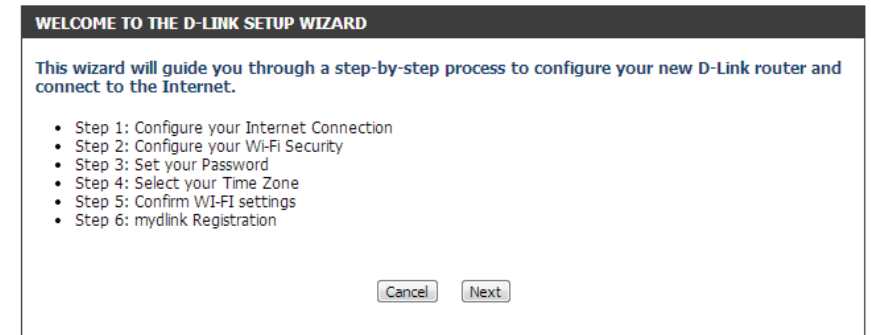 WELCOME TO THE D-LINK SETUP WIZARD
This wizard will guide you through a step-by-step process to configure your new D-Link router and
connect to the Internet.
• Step 1: Configure your Internet Connection
• Step 2: Configure your Wi-Fi Security
• Step 3: Set your Password
• Step 4: Select your Time Zone
• Step 5: Confirm WI-FI settings
• Step 6: mydlink Registration
Cancel Next